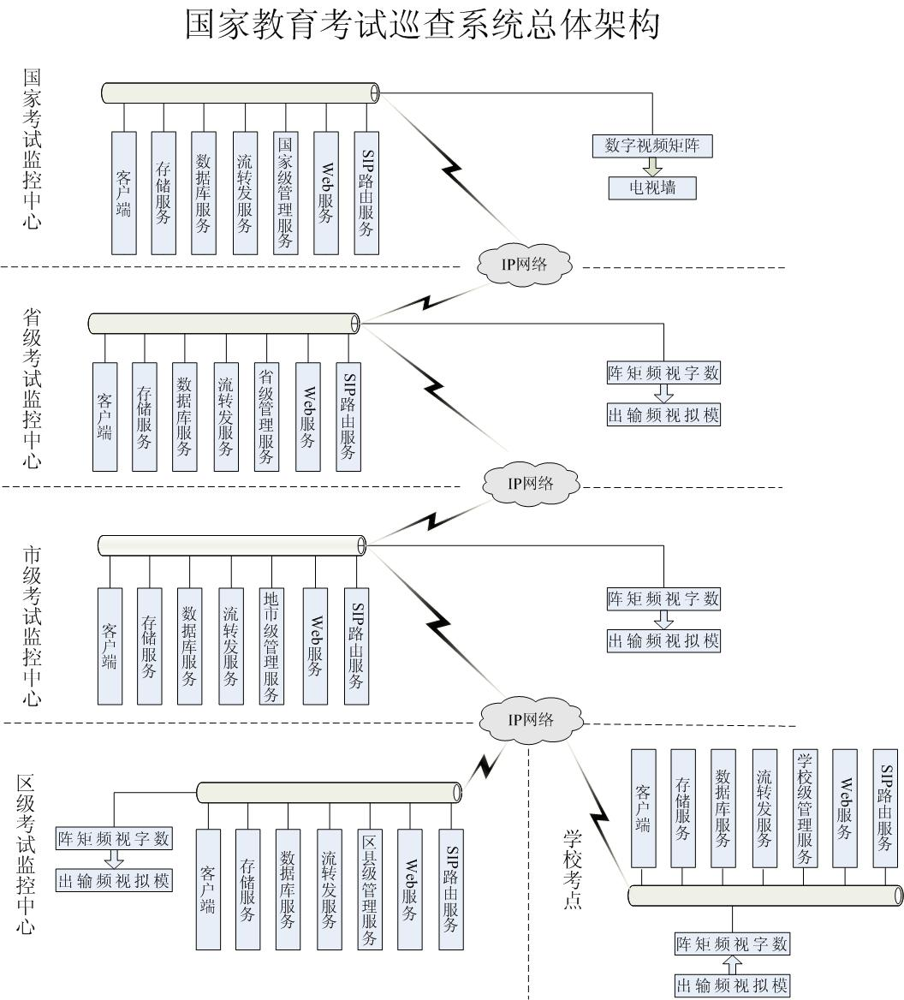 国家教育考试巡查系统总体架构
国家考试监控中心
客户端
存储服务
数据库服务
流转发服务
国家级管理服务
Web服务
SIP路由服务
数字视频矩阵
电视墙
IP网络
省级考试监控中心
客户端
存储服务
数据库服务
流转发服务
省级管理服务
Web服务
SIP路由服务
阵矩频视字数
出输频视拟模
IP网络
市级考试监控中心
客户端
存储服务
数据库服务
流转发服务
地市级管理服务
Web服务
SIP路由服务
阵矩频视字数
出输频视拟模
IP网络
区级考试监控中心
阵矩频视字数
出输频视拟模
客户端
存储服务
数据库服务
流转发服务
区县级管理服务
Web服务
SIP路由服务
学校考点
客户端
存储服务
数据库服务
流转发服务
学校级管理服务
Web服务
SIP路由服务
阵矩频视字数
出输频视拟模